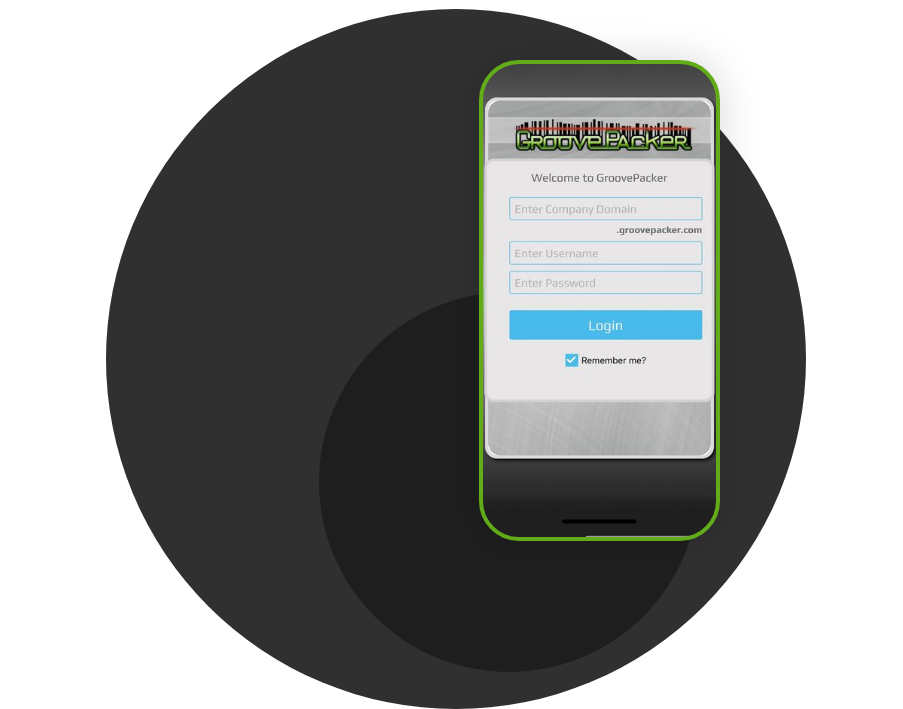 GROOVEPACKER
Welcome to GroovePacker
Enter Company Domain
.groovepacker.com
Enter Username
Enter Password
Login
Remember me?